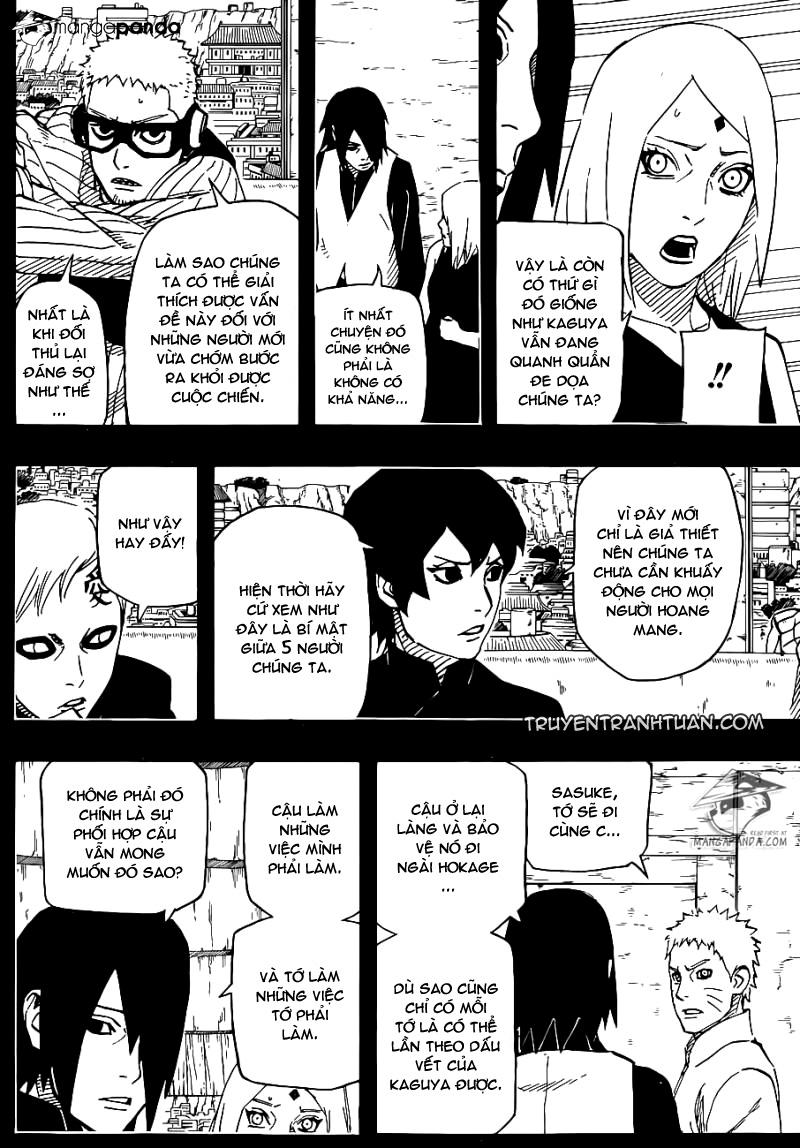 mangapanda
VẬY LÀ CÒN
CÓ THỨ GÌ
ĐÓ GIỐNG
NHƯ KAGUYA
VẪN ĐANG
QUANH QUẨN
ĐE DỌA
CHÚNG TA?
!!
ÍT NHẤT
CHUYỆN ĐÓ
CŨNG KHÔNG
PHẢI LÀ
KHÔNG CÓ
KHẢ NĂNG...
LÀM SAO CHÚNG
TA CÓ THỂ GIẢI
THÍCH ĐƯỢC VẤN
ĐỀ NÀY ĐỐI VỚI
NHỮNG NGƯỜI MỚI
VỪA CHỚM BƯỚC
RA KHỎI ĐƯỢC
CUỘC CHIẾN.
NHẤT LÀ
KHI ĐỐI
THỦ LẠI
ĐÁNG SỢ
NHƯ THẾ
...
VÌ ĐÂY MỚI
CHỈ LÀ GIẢ THIẾT
NÊN CHÚNG TA
CHƯA CẦN KHUẤY
ĐỘNG CHO MỌI
NGƯỜI HOANG
MANG.
HIỆN THỜI HÃY
CỨ XEM NHƯ
ĐÂY LÀ BÍ MẬT
GIỮA 5 NGƯỜI
CHÚNG TA.
NHƯ VẬY
HAY ĐẤY!
TRUYENTRANHTUAN.COM
SASUKE,
TỚ SẼ ĐI
CÙNG C...
READ FIRST AT
MANGAPANDA.COM
CẬU Ở LẠI
LÀNG VÀ BẢO
VỆ NÓ ĐI
NGÀI HOKAGE
...
DÙ SAO CŨNG
CHỈ CÓ MỖI
TỚ LÀ CÓ THỂ
LẦN THEO DẤU
VẾT CỦA
KAGUYA ĐƯỢC.
CẬU LÀM
NHỮNG
VIỆC MÌNH
PHẢI LÀM.
VÀ TỚ LÀM
NHỮNG VIỆC
TỚ PHẢI
LÀM.
KHÔNG PHẢI ĐÓ
CHÍNH LÀ SỰ
PHỐI HỢP CẬU
VẪN MONG
MUỐN ĐÓ SAO?